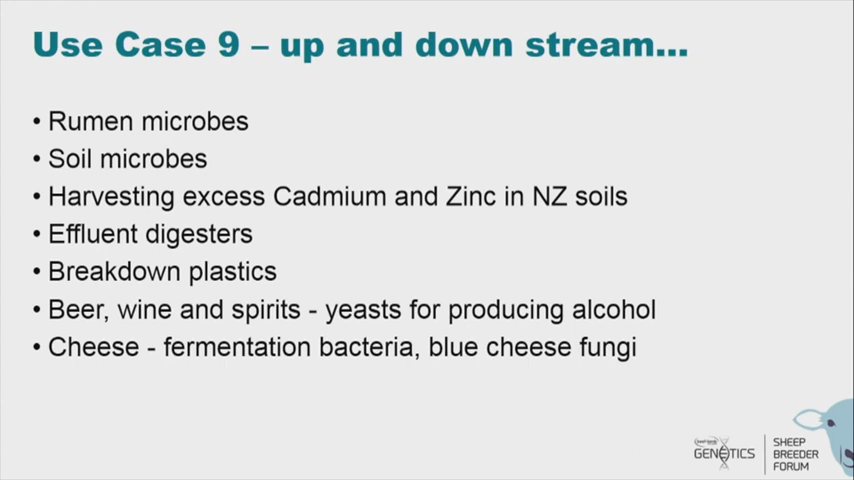 Use Case 9 – up and down stream...
• Rumen microbes
• Soil microbes
• Harvesting excess Cadmium and Zinc in NZ soils
• Effluent digesters
• Breakdown plastics
• Beer, wine and spirits - yeasts for producing alcohol
• Cheese - fermentation bacteria, blue cheese fungi
GENETICS
SHEEP
BREEDER
FORUM